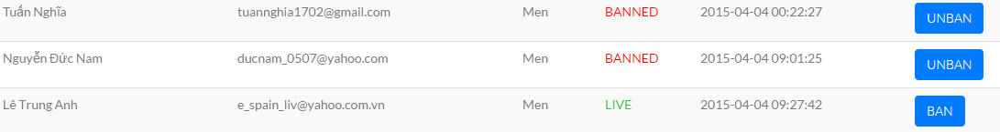 Tuấn Nghĩa tuannghia1702@gmail.com Men BANNED 2015-04-04 00:22:27 UNBAN
Nguyễn Đức Nam ducnam_0507@yahoo.com Men BANNED 2015-04-04 09:01:25 UNBAN
Lê Trung Anh e_spain_liv@yahoo.com.vn Men LIVE 2015-04-04 09:27:42 BAN